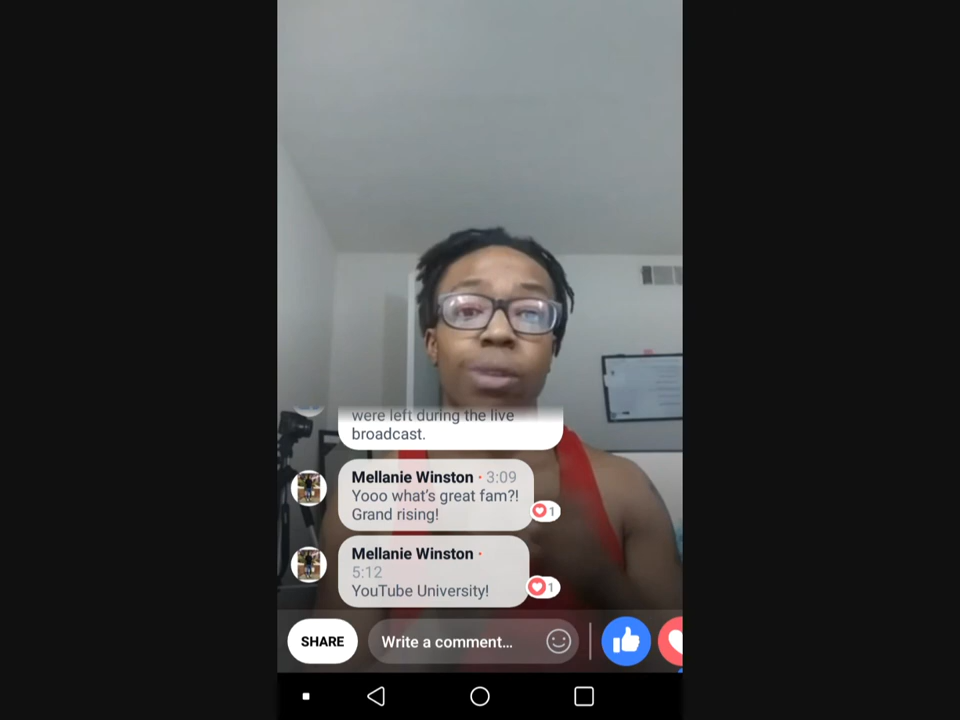 were left during the live
broadcast.
Mellanie Winston · 3:09
Yooo what's great fam?!
Grand rising!
1
Mellanie Winston ·
5:12
YouTube University!
1
SHARE
Write a comment...